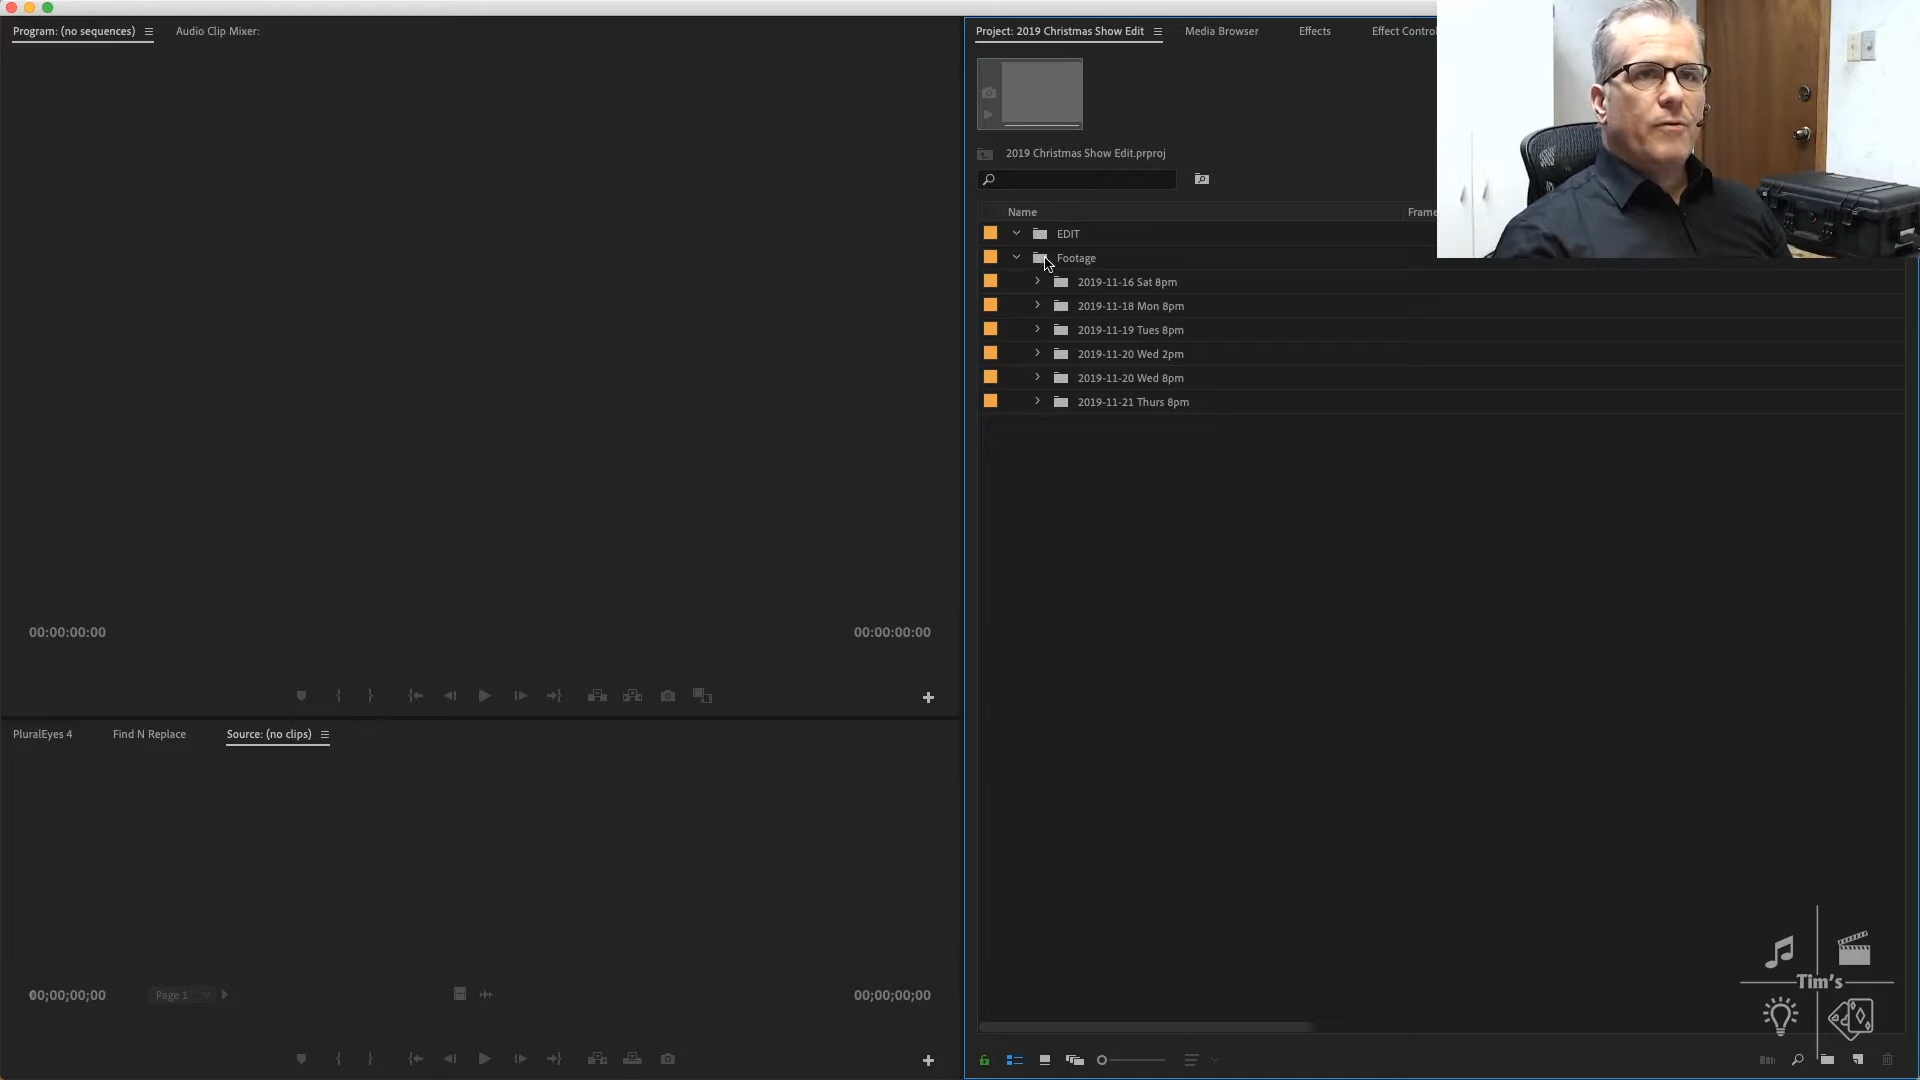 Program: (no sequences)
Audio Clip Mixer:
Project: 2019 Christmas Show Edit
Media Browser
Effects
Effect Control
2019 Christmas Show Edit.prproj
Name
Frame
EDIT
Footage
2019-11-16 Sat 8pm
2019-11-18 Mon 8pm
2019-11-19 Tues 8pm
2019-11-20 Wed 2pm
2019-11-20 Wed 8pm
2019-11-21 Thurs 8pm
00:00:00:00
00:00:00:00
PluralEyes 4
Find N Replace
Source: (no clips)
00;00;00;00
Page 1
00;00;00;00
Tim's